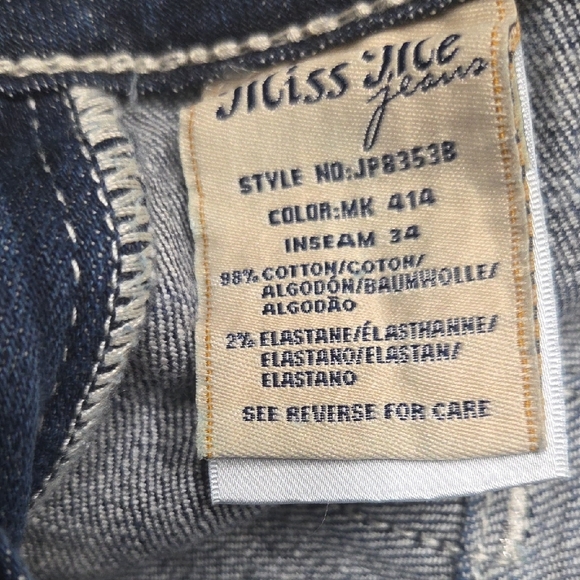 Miss Me
jeans
STYLE NO:JP8353B
COLOR:MK 414
INSEAM 34
98% COTTON/COTON/
ALGODÓN/BAUMWOLLE/
ALGODÃO
2% ELASTANE/ÉLASTHANNE/
ELASTANO/ELASTAN/
ELASTANO
SEE REVERSE FOR CARE